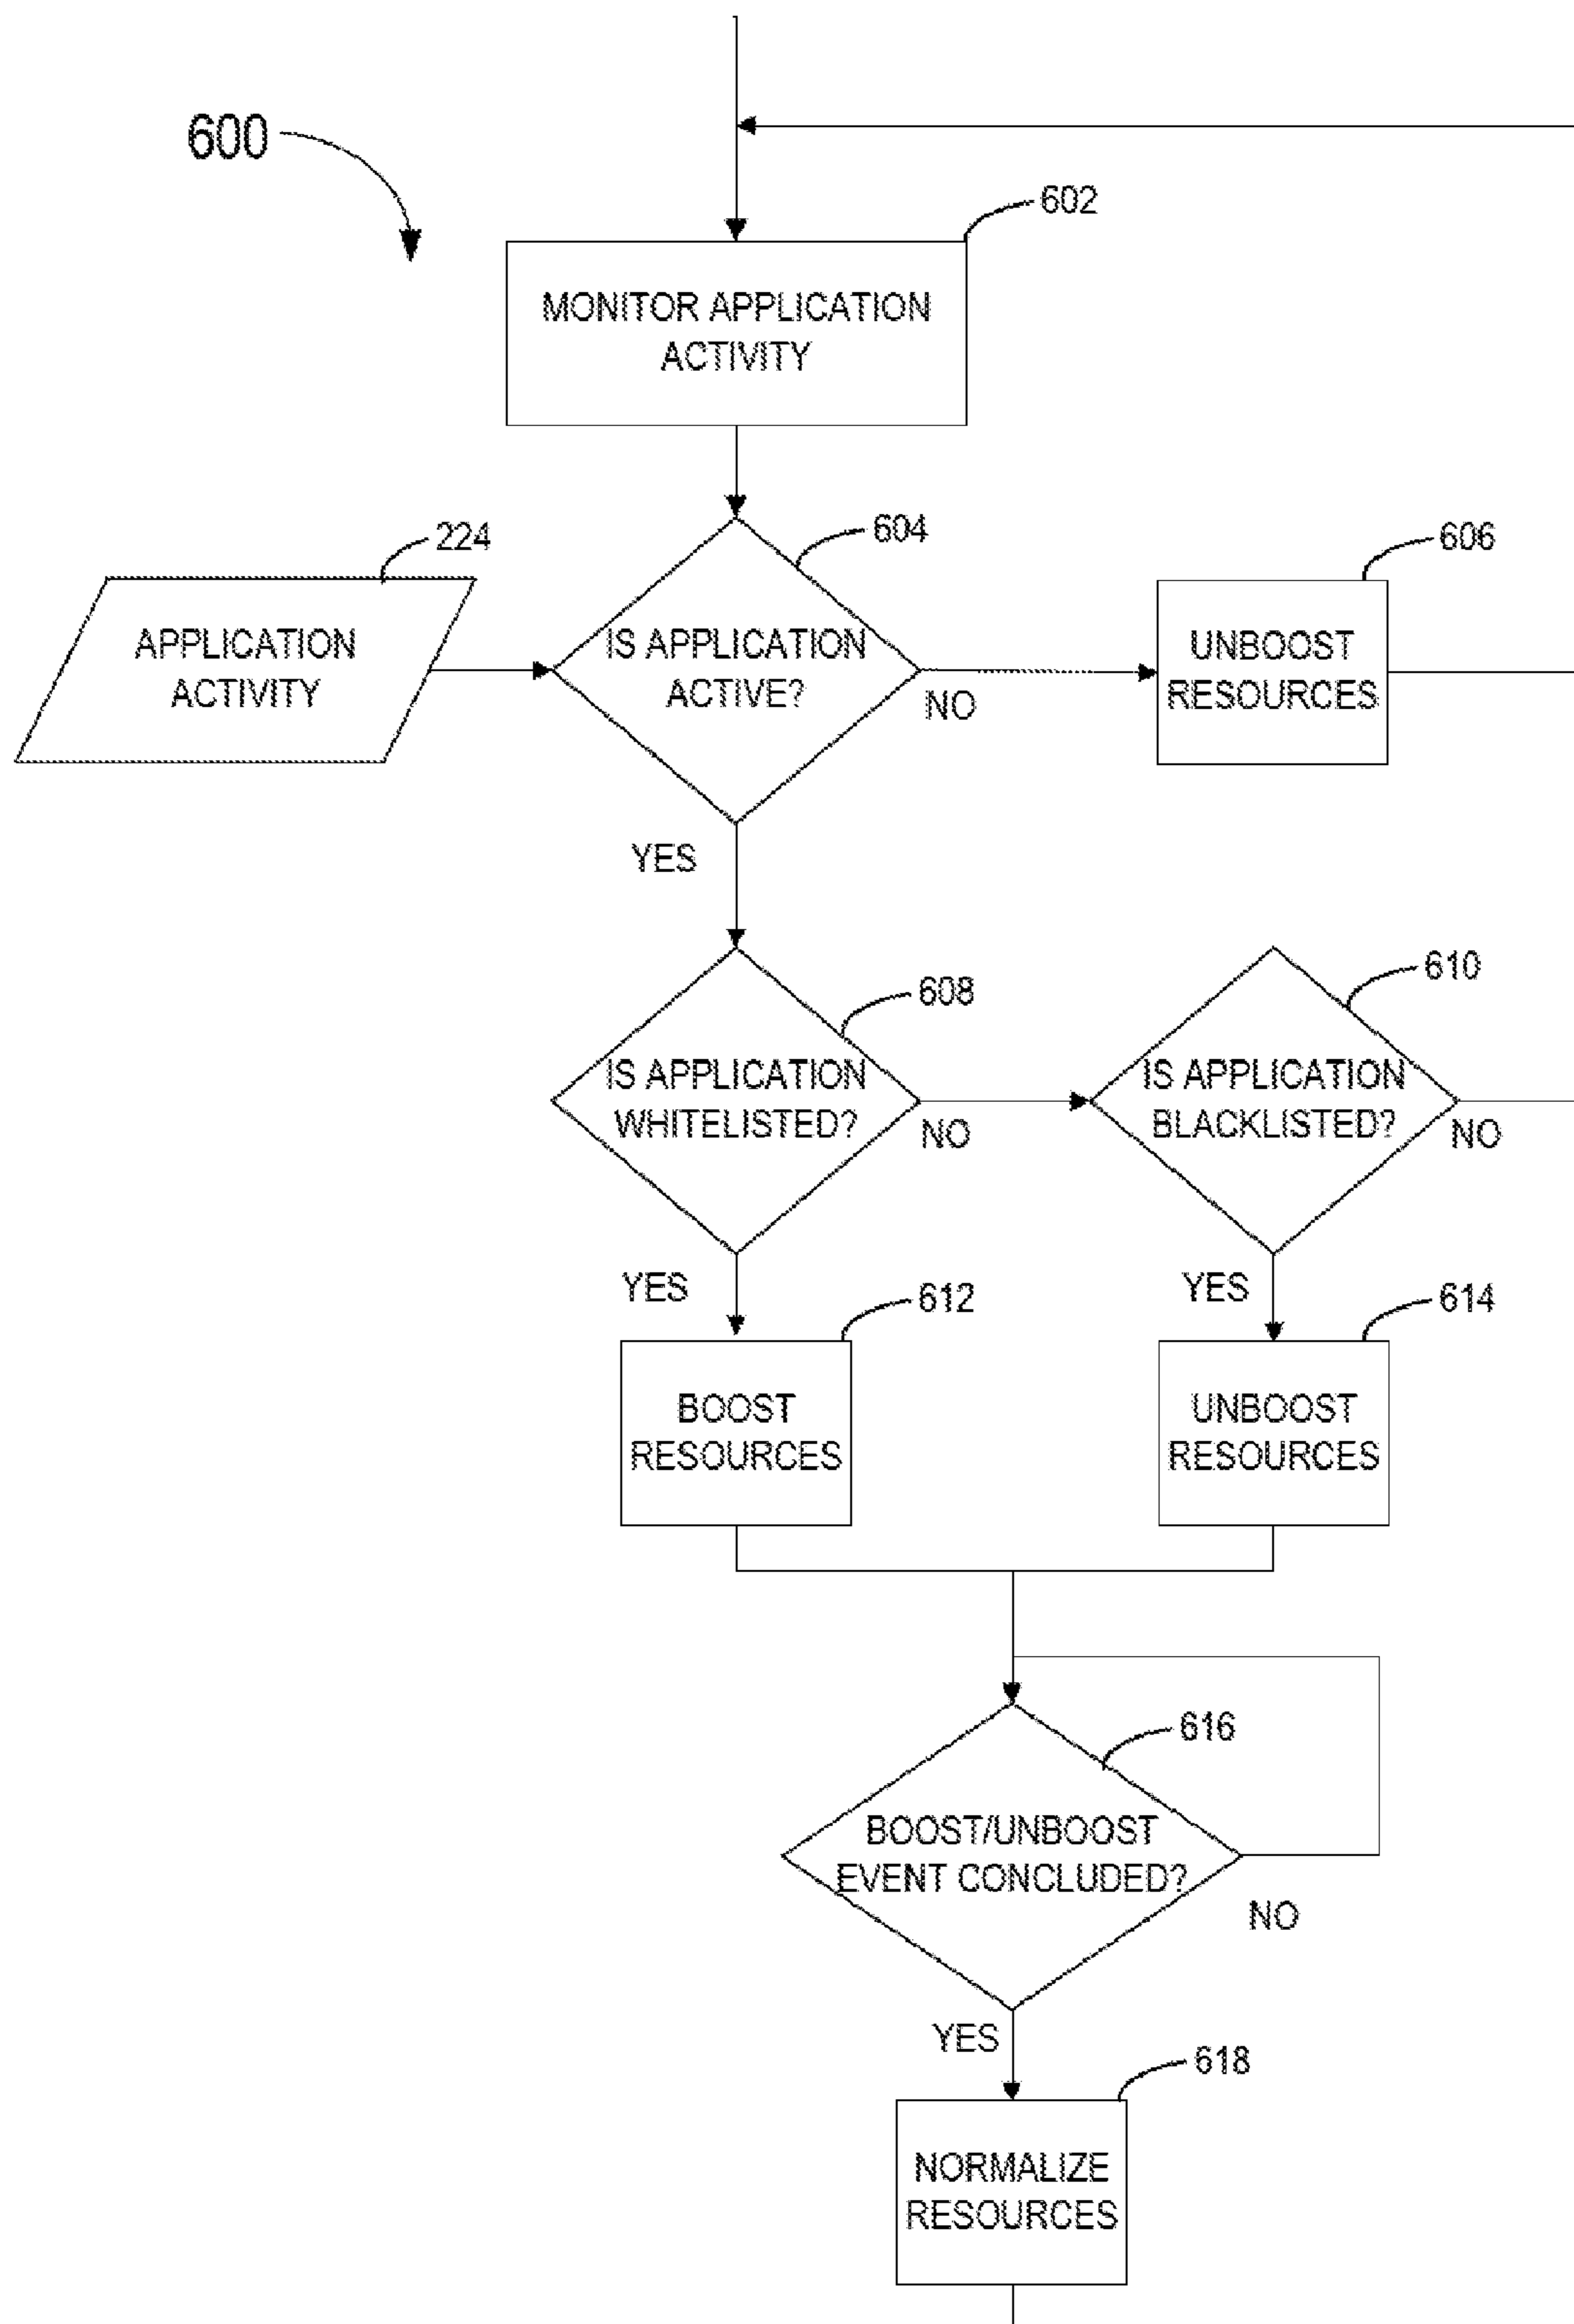 600
602
MONITOR APPLICATION
ACTIVITY
224
604
606
APPLICATION
ACTIVITY
IS APPLICATION
ACTIVE?
NO
UNBOOST
RESOURCES
YES
608
610
IS APPLICATION
WHITELISTED?
NO
IS APPLICATION
BLACKLISTED?
NO
YES
612
YES
614
BOOST
RESOURCES
UNBOOST
RESOURCES
616
BOOST/UNBOOST
EVENT CONCLUDED?
NO
YES
618
NORMALIZE
RESOURCES